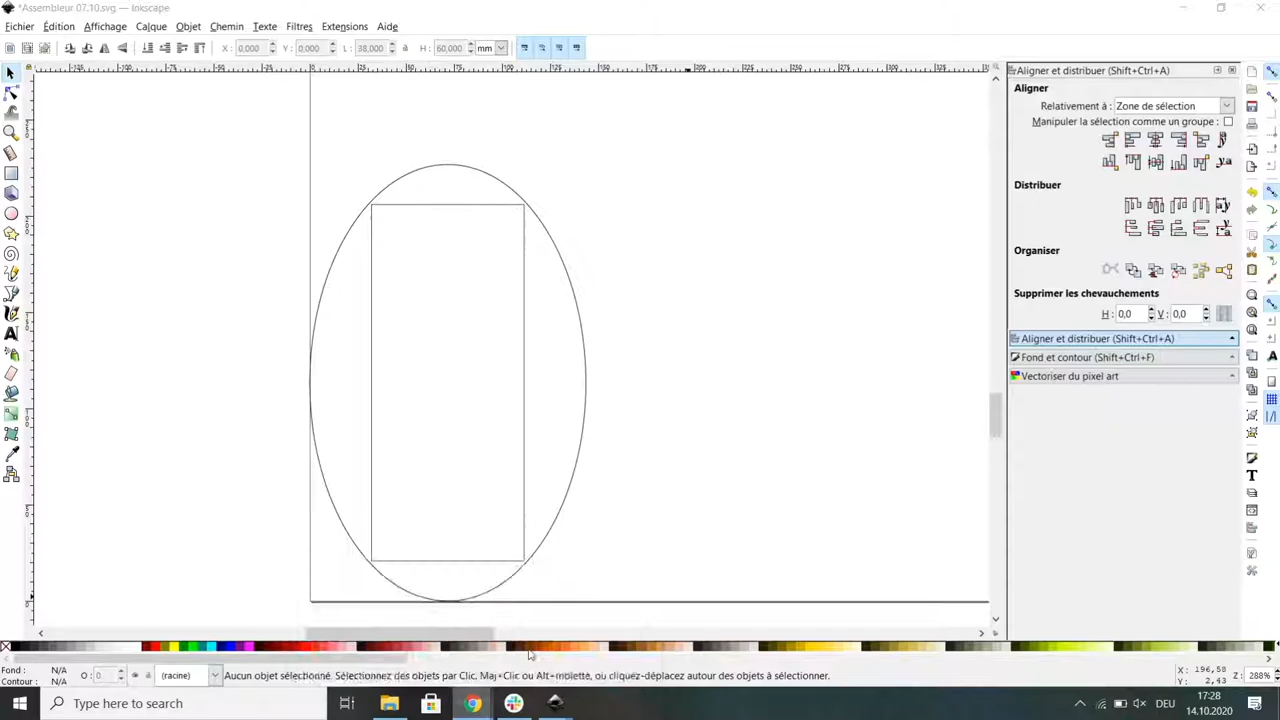 *Assembleur 07.10.svg — Inkscape
Fichier Édition Affichage Calque Objet Chemin Texte Filtres Extensions Aide
X : 0,000 Y : 0,000 L : 38,000 H : 60,000 mm
Aligner et distribuer (Shift+Ctrl+A)
Aligner
Relativement à : Zone de sélection
Manipuler la sélection comme un groupe :
Distribuer
Organiser
Supprimer les chevauchements
H : 0,0 V : 0,0
Aligner et distribuer (Shift+Ctrl+A)
Fond et contour (Shift+Ctrl+F)
Vectoriser du pixel art
Fond : N/A
Contour : N/A
O : 0
(racine)
Aucun objet sélectionné. Sélectionnez des objets par Clic, Maj+Clic ou Alt+molette, ou cliquez-déplacez autour des objets à sélectionner.
X : 196,58
Y : 2,43
Z : 288%
Type here to search
DEU
17:28
14.10.2020